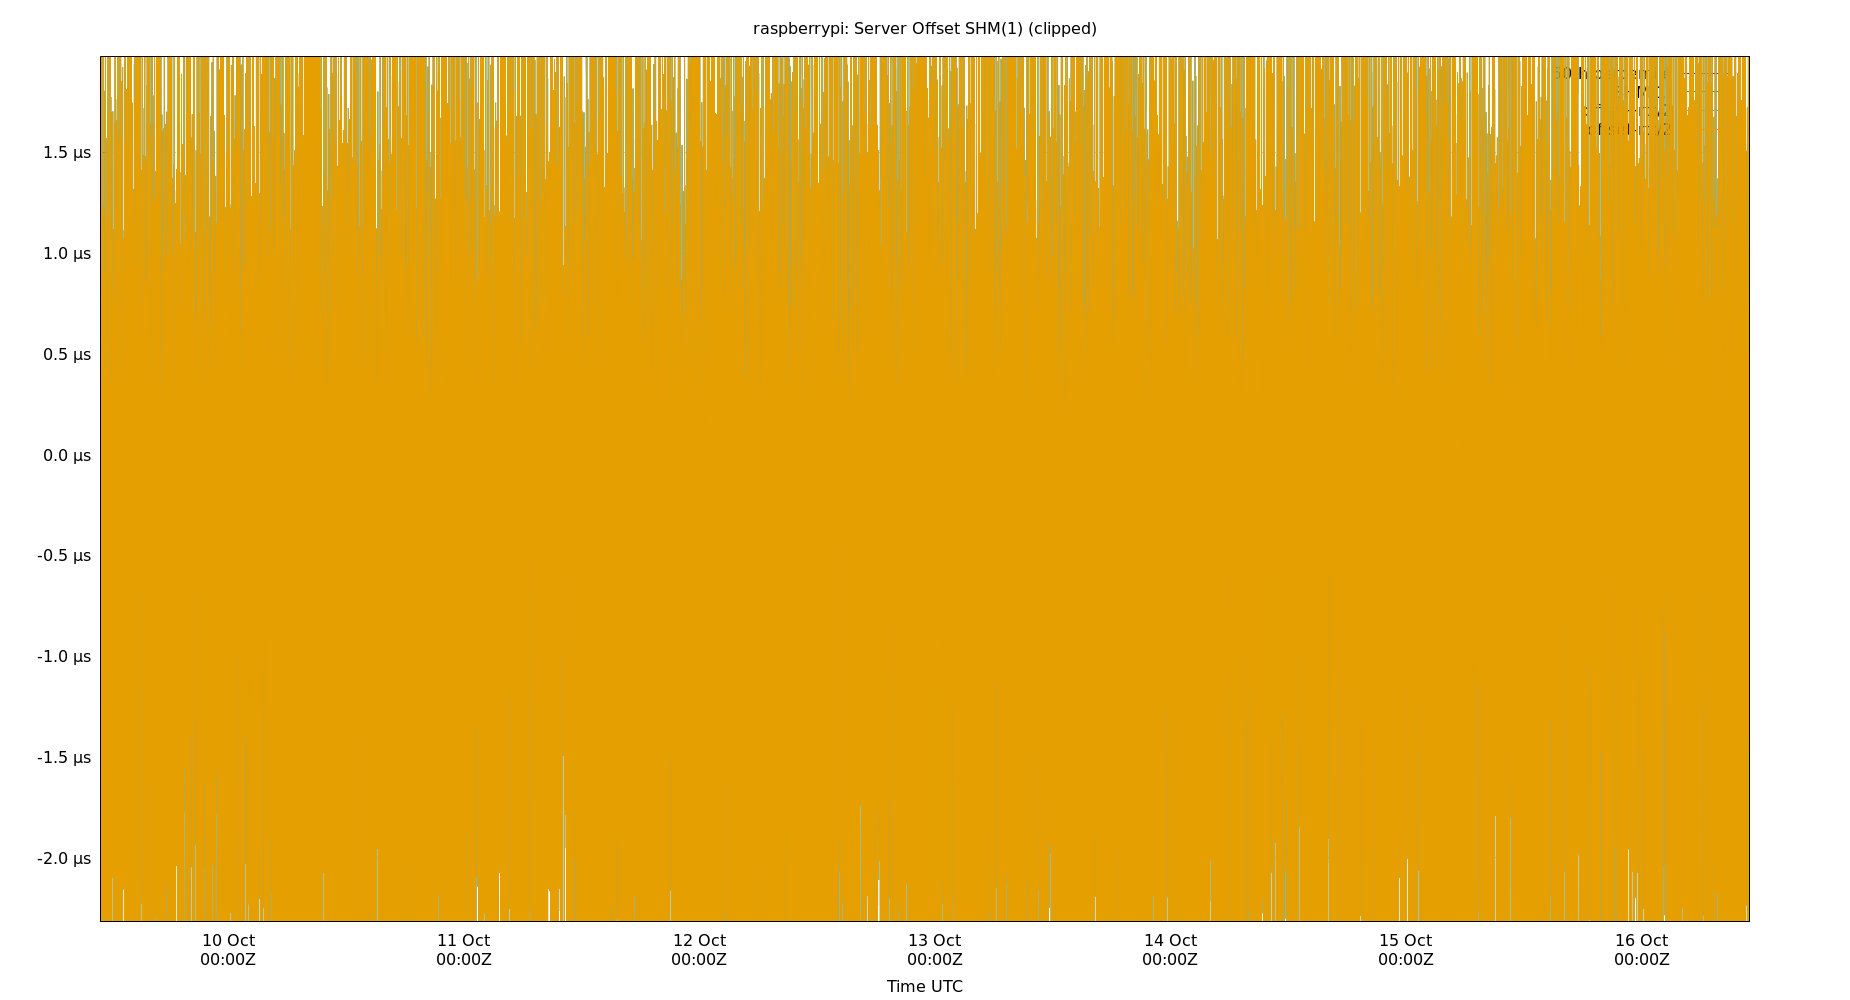 raspberrypi: Server Offset SHM(1) (clipped)
1.5 µs
1.0 µs
0.5 µs
0.0 µs
-0.5 µs
-1.0 µs
-1.5 µs
-2.0 µs
10 Oct 11 Oct 12 Oct 13 Oct 14 Oct 15 Oct 16 Oct
00:00Z 00:00Z 00:00Z 00:00Z 00:00Z 00:00Z 00:00Z
Time UTC